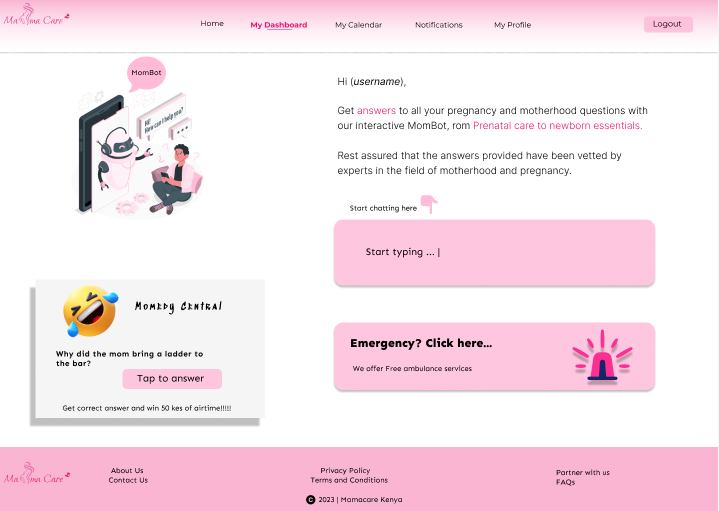 Mama Care
Home
My Dashboard
My Calendar
Notifications
My Profile
Logout
MomBot
Hi!
How can I help you?
Hi (username),
Get answers to all your pregnancy and motherhood questions with
our interactive MomBot, rom Prenatal care to newborn essentials.
Rest assured that the answers provided have been vetted by
experts in the field of motherhood and pregnancy.
Start chatting here
Start typing ... |
Momedy Central
Why did the mom bring a ladder to
the bar?
Tap to answer
Get correct answer and win 50 kes of airtime!!!!!
Emergency? Click here...
We offer Free ambulance services
Mama Care
About Us
Contact Us
Privacy Policy
Terms and Conditions
Partner with us
FAQs
C 2023 | Mamacare Kenya